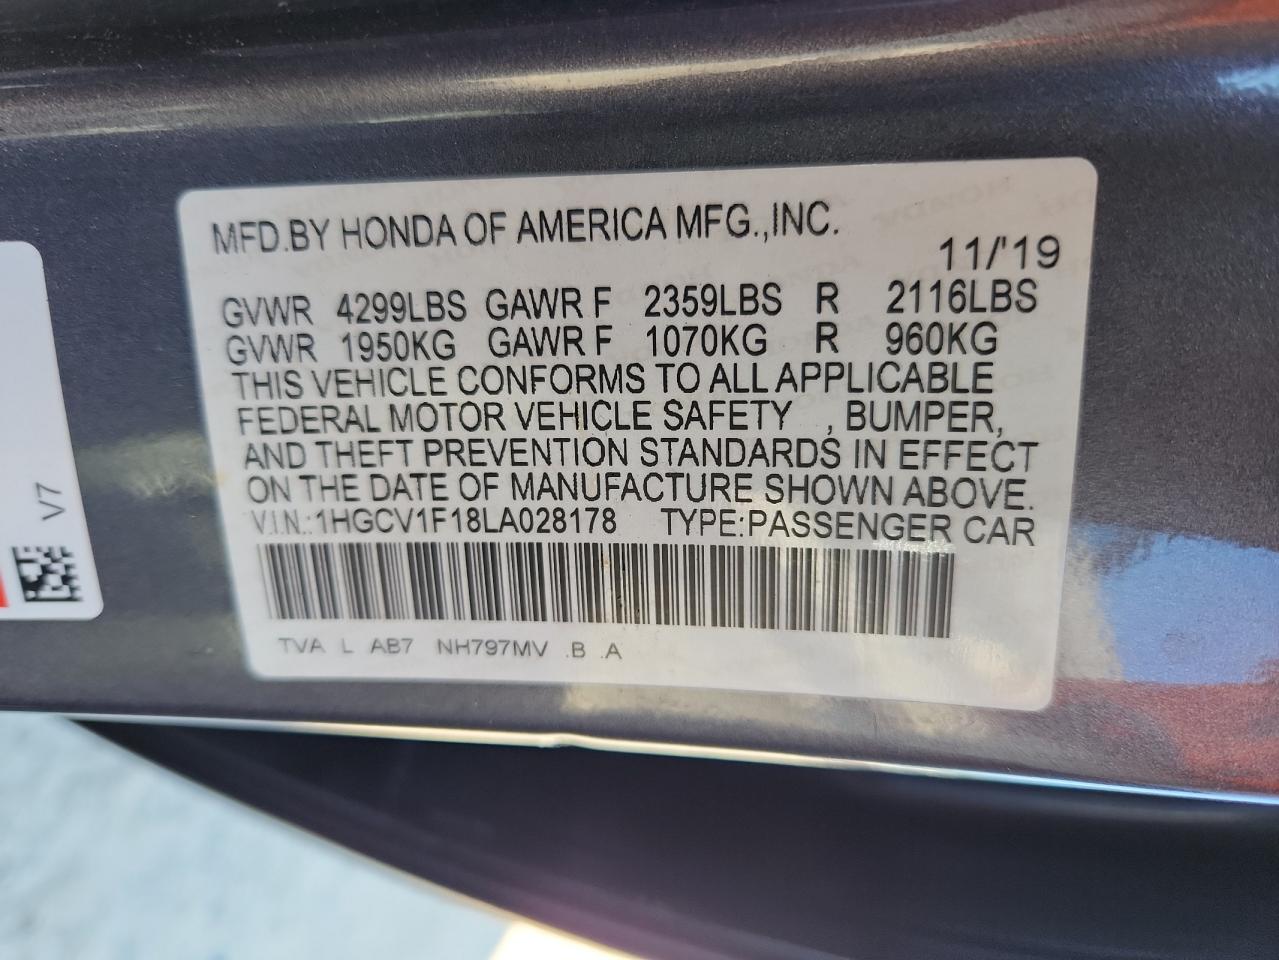 MFD.BY HONDA OF AMERICA MFG.,INC.
11/'19
GVWR 4299LBS GAWR F 2359LBS R 2116LBS
GVWR 1950KG GAWR F 1070KG R 960KG
THIS VEHICLE CONFORMS TO ALL APPLICABLE
FEDERAL MOTOR VEHICLE SAFETY , BUMPER,
AND THEFT PREVENTION STANDARDS IN EFFECT
ON THE DATE OF MANUFACTURE SHOWN ABOVE.
V.I.N.:1HGCV1F18LA028178 TYPE:PASSENGER CAR
TVA L AB7 NH797MV .B .A
V7